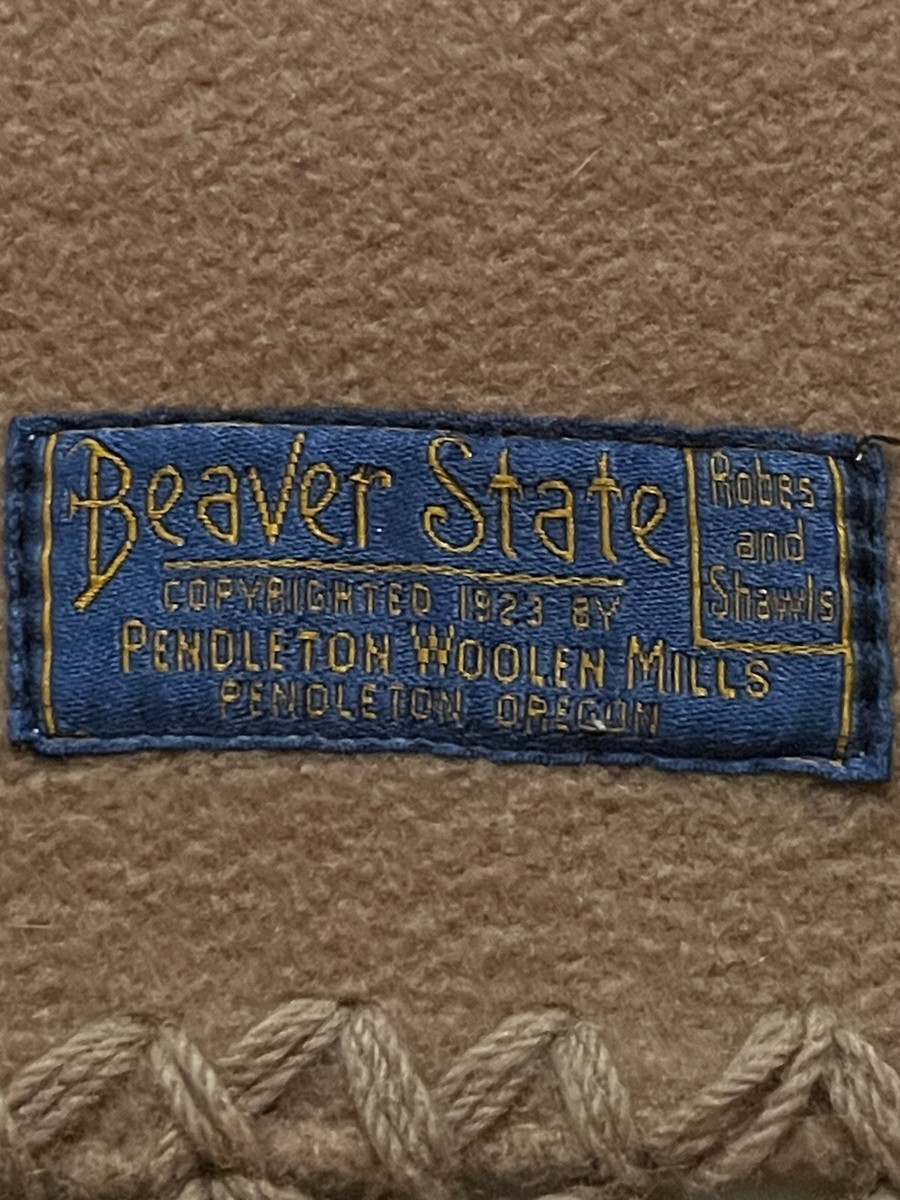 Beaver State
Robes
and
Shawls
COPYRIGHTED 1923 BY
PENDLETON WOOLEN MILLS
PENDLETON, OREGON